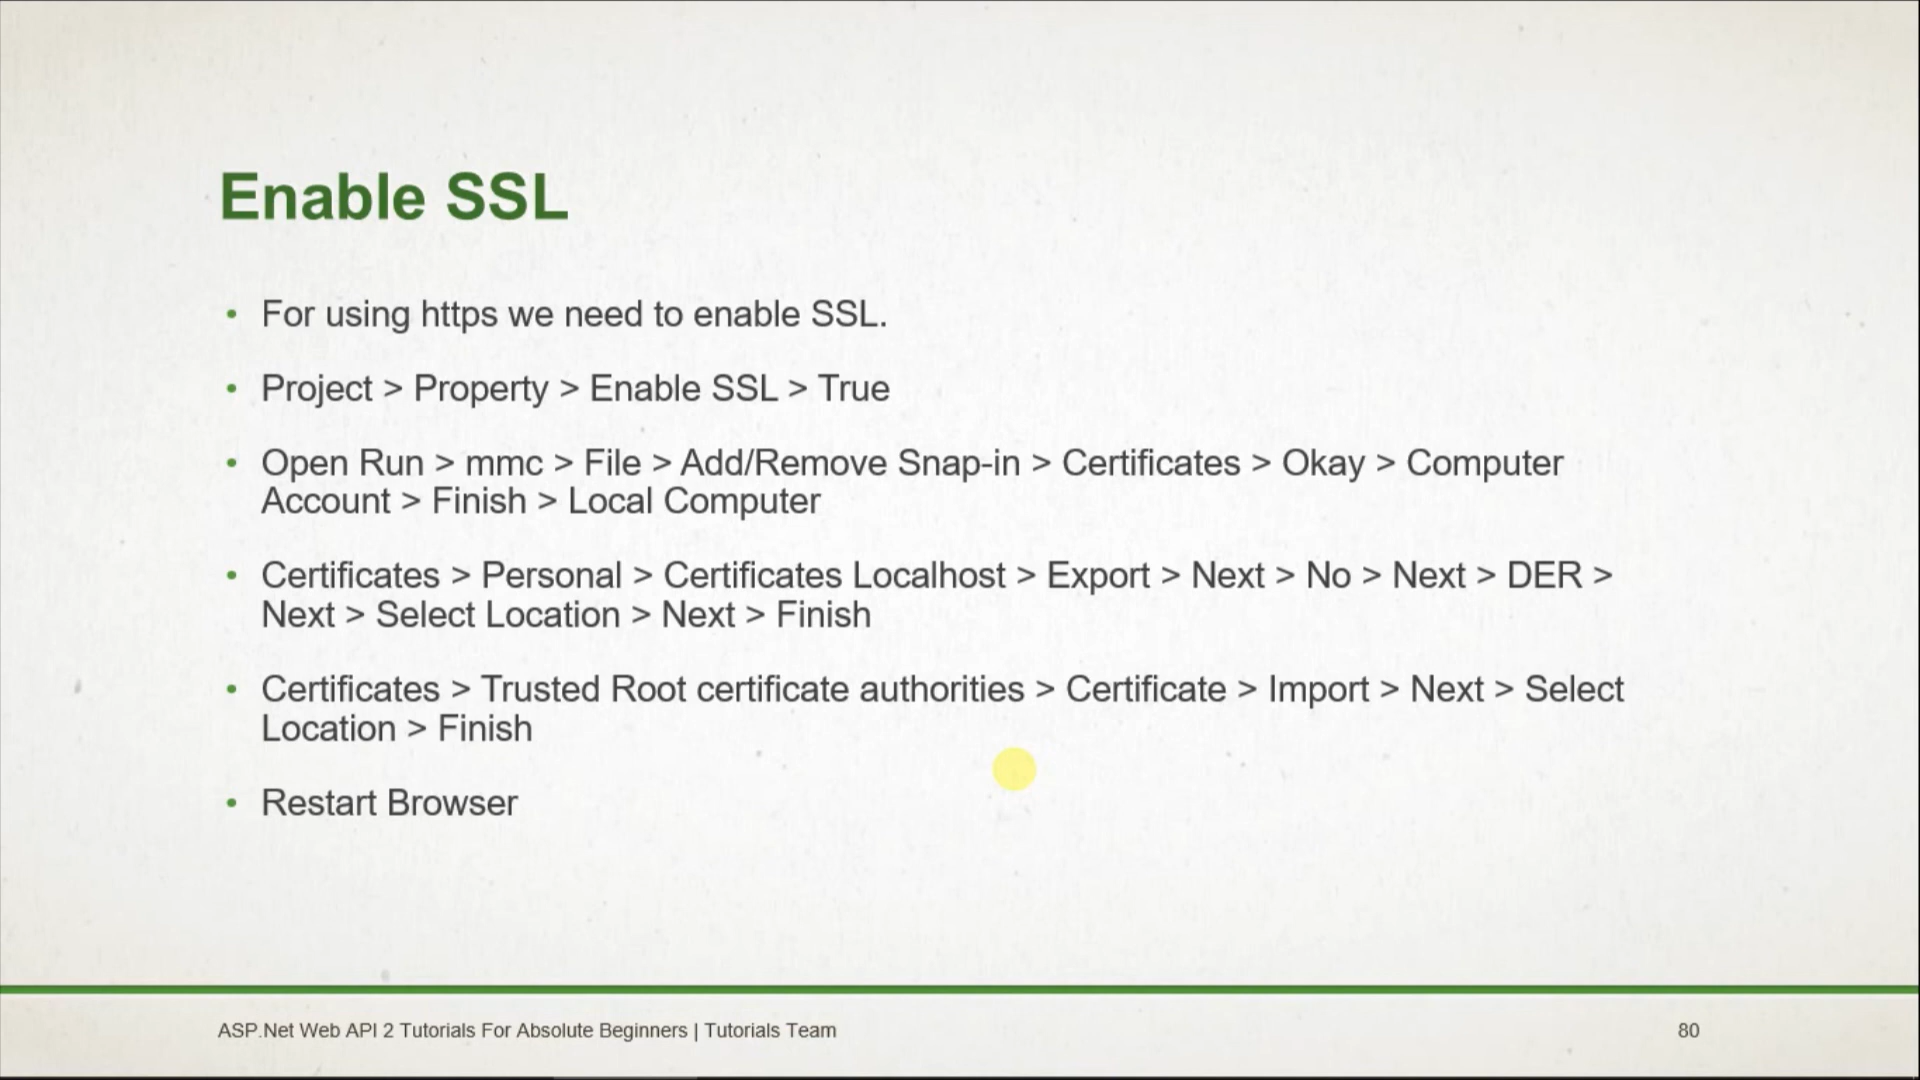 Enable SSL
• For using https we need to enable SSL.
• Project > Property > Enable SSL > True
• Open Run > mmc > File > Add/Remove Snap-in > Certificates > Okay > Computer
Account > Finish > Local Computer
• Certificates > Personal > Certificates Localhost > Export > Next > No > Next > DER >
Next > Select Location > Next > Finish
• Certificates > Trusted Root certificate authorities > Certificate > Import > Next > Select
Location > Finish
• Restart Browser
ASP.Net Web API 2 Tutorials For Absolute Beginners | Tutorials Team
80